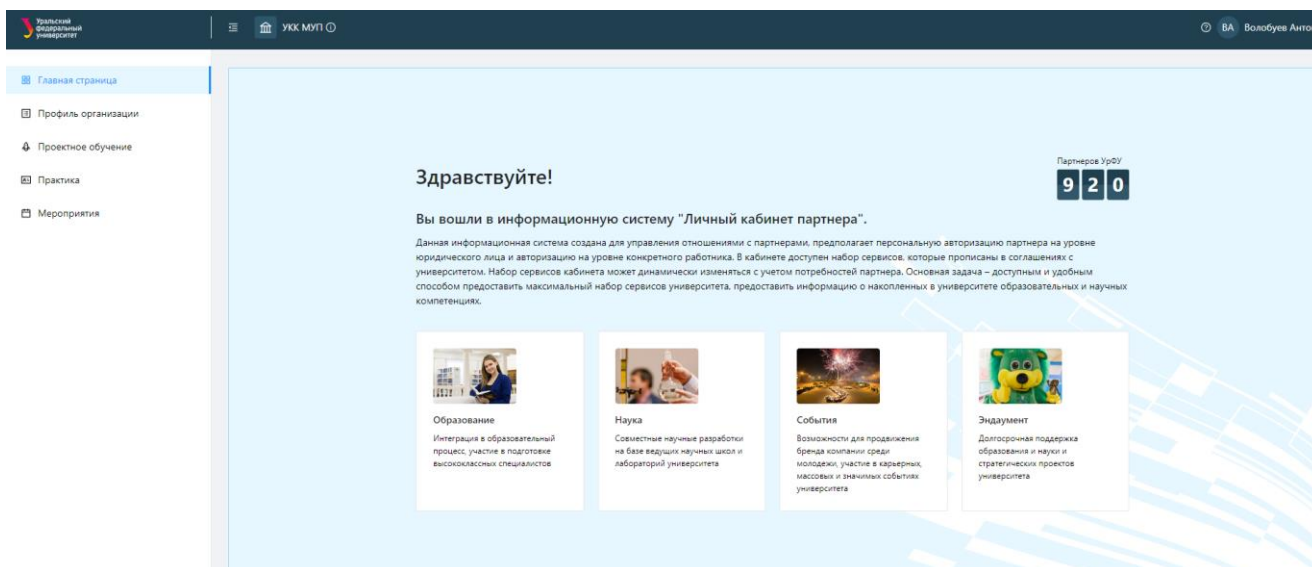 Уральский
федеральный
университет
УКК МУП
ВА Волобуев Анто
Главная страница
Профиль организации
Проектное обучение
Практика
Мероприятия
Партнеров УрФУ
9 2 0
Здравствуйте!
Вы вошли в информационную систему "Личный кабинет партнера".
Данная информационная система создана для управления отношениями с партнерами, предполагает персональную авторизацию партнера на уровне
юридического лица и авторизацию на уровне конкретного работника. В кабинете доступен набор сервисов, которые прописаны в соглашениях с
университетом. Набор сервисов кабинета может динамически изменяться с учетом потребностей партнера. Основная задача – доступным и удобным
способом предоставить максимальный набор сервисов университета, предоставить информацию о накопленных в университете образовательных и научных
компетенциях.
Образование
Интеграция в образовательный
процесс, участие в подготовке
высококлассных специалистов
Наука
Совместные научные разработки
на базе ведущих научных школ и
лабораторий университета
События
Возможности для продвижения
бренда компании среди
молодежи, участие в карьерных,
массовых и значимых событиях
университета
Эндаумент
Долгосрочная поддержка
образования и науки и
стратегических проектов
университета